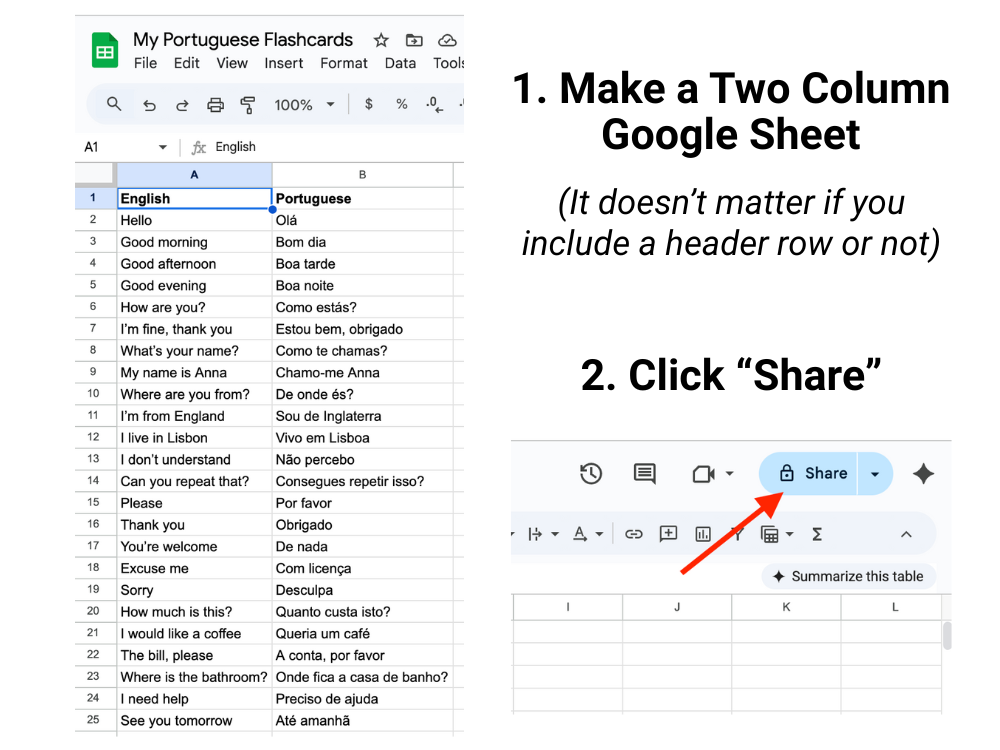 My Portuguese Flashcards
File Edit View Insert Format Data Tools
100% $ % .0
A1 fx English
A B
1 English Portuguese
2 Hello Olá
3 Good morning Bom dia
4 Good afternoon Boa tarde
5 Good evening Boa noite
6 How are you? Como estás?
7 I'm fine, thank you Estou bem, obrigado
8 What's your name? Como te chamas?
9 My name is Anna Chamo-me Anna
10 Where are you from? De onde és?
11 I'm from England Sou de Inglaterra
12 I live in Lisbon Vivo em Lisboa
13 I don't understand Não percebo
14 Can you repeat that? Consegues repetir isso?
15 Please Por favor
16 Thank you Obrigado
17 You're welcome De nada
18 Excuse me Com licença
19 Sorry Desculpa
20 How much is this? Quanto custa isto?
21 I would like a coffee Queria um café
22 The bill, please A conta, por favor
23 Where is the bathroom? Onde fica a casa de banho?
24 I need help Preciso de ajuda
25 See you tomorrow Até amanhã
1. Make a Two Column
Google Sheet
(It doesn't matter if you
include a header row or not)
2. Click “Share”
Share
A Σ
Summarize this table
I J K L